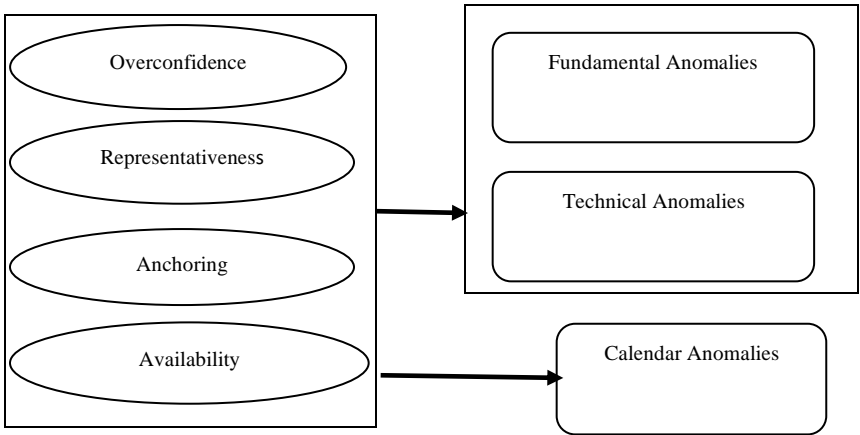 Overconfidence
Representativeness
Anchoring
Availability
Fundamental Anomalies
Technical Anomalies
Calendar Anomalies